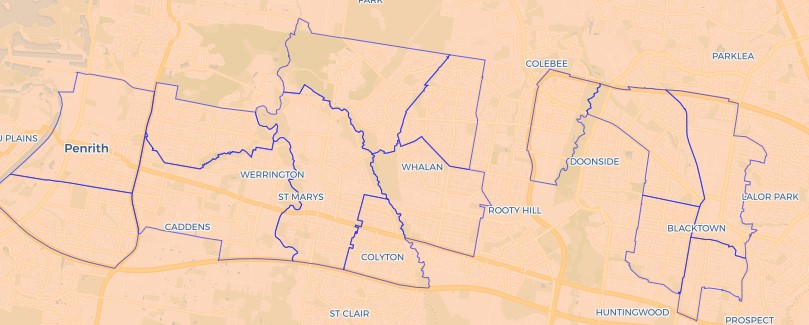 PARK
COLEBEE
PARKLEA
U PLAINS
Penrith
DOONSIDE
WHALAN
WERRINGTON
ST MARYS
LALOR PARK
ROOTY HILL
CADDENS
BLACKTOWN
COLYTON
ST CLAIR
HUNTINGWOOD
PROSPECT